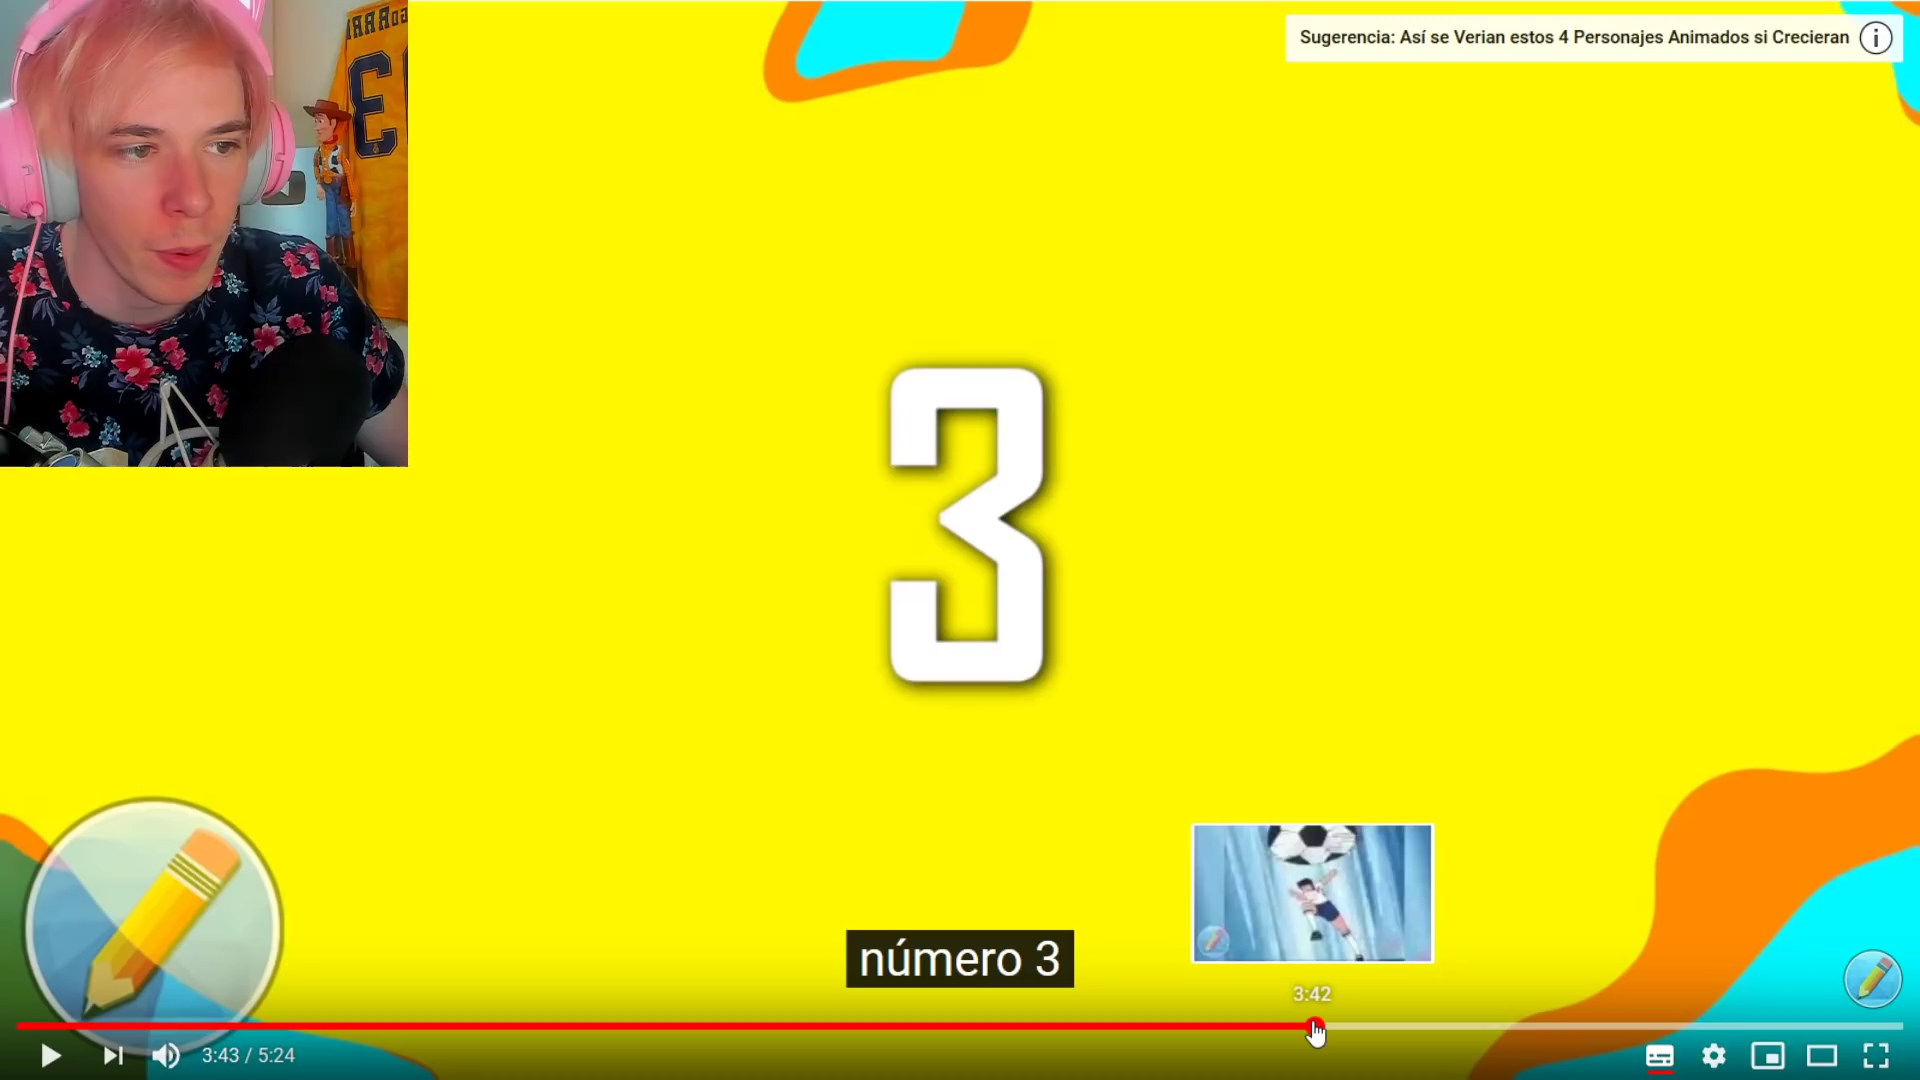 Sugerencia: Así se Verian estos 4 Personajes Animados si Crecieran
3
número 3
3:42
3:43 / 5:24